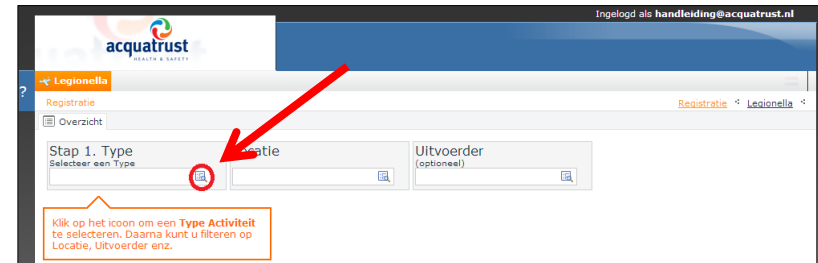 Ingelogd als handleiding@acquatrust.nl
acquatrust
HEALTH & SAFETY
Legionella
?
Registratie
Registratie < Legionella <
Overzicht
Stap 1. Type
Selecteer een Type
Uitvoerder
(optioneel)
Klik op het icoon om een Type Activiteit
te selecteren. Daarna kunt u filteren op
Locatie, Uitvoerder enz.